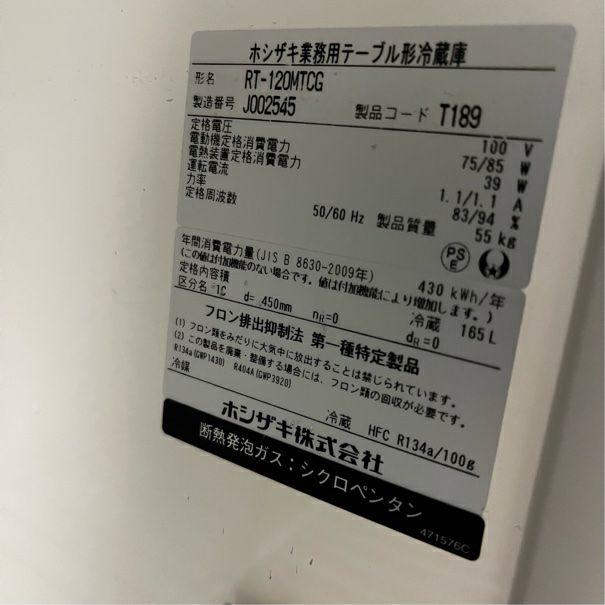 ホシザキ業務用テーブル形冷蔵庫
形名 RT-120MTCG
製造番号 J002545 製品コード T189
定格電圧 100 V
電動機定格消費電力 75/85 W
電熱装置定格消費電力 39 W
運転電流 1.1/1.1 A
力率 83/94 %
定格周波数 50/60 Hz 製品質量 55 kg
PSE
年間消費電力量(JIS B 8630-2009年) 430 kWh/年
(この値は付加機能のない場合です。値は付加機能により増加します。)
定格内容積 冷蔵 165 L
区分名 1C d= 450mm nR=0 dR=0
フロン排出抑制法 第一種特定製品
(1) フロン類をみだりに大気中に放出することは禁じられています。
(2) この製品を廃棄・整備する場合には、フロン類の回収が必要です。
R134a(GWP1430) R404A(GWP3920)
冷媒 冷蔵 HFC R134a/100g
ホシザキ株式会社
断熱発泡ガス:シクロペンタン
471576C